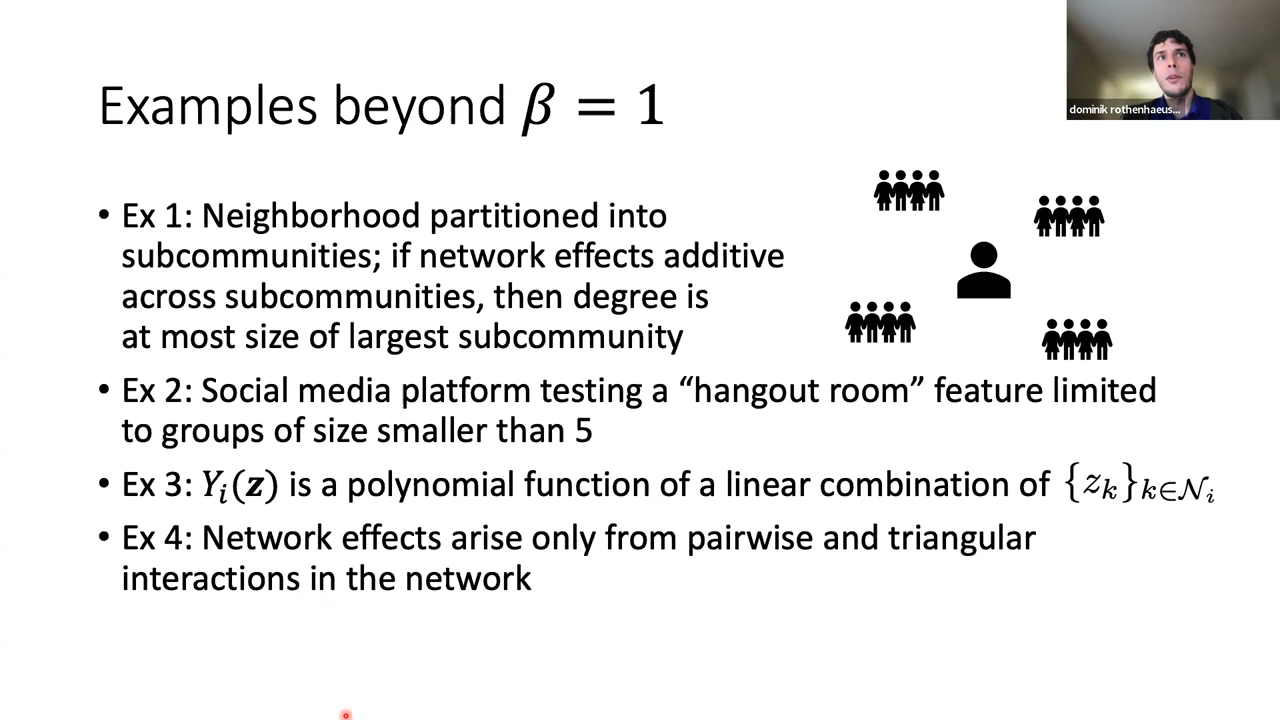 Examples beyond β = 1
dominik rothenhaeus...
• Ex 1: Neighborhood partitioned into
subcommunities; if network effects additive
across subcommunities, then degree is
at most size of largest subcommunity
• Ex 2: Social media platform testing a “hangout room” feature limited
to groups of size smaller than 5
• Ex 3: Yᵢ(𝒛) is a polynomial function of a linear combination of {zₖ}ₖ∈𝒩ᵢ
• Ex 4: Network effects arise only from pairwise and triangular
interactions in the network